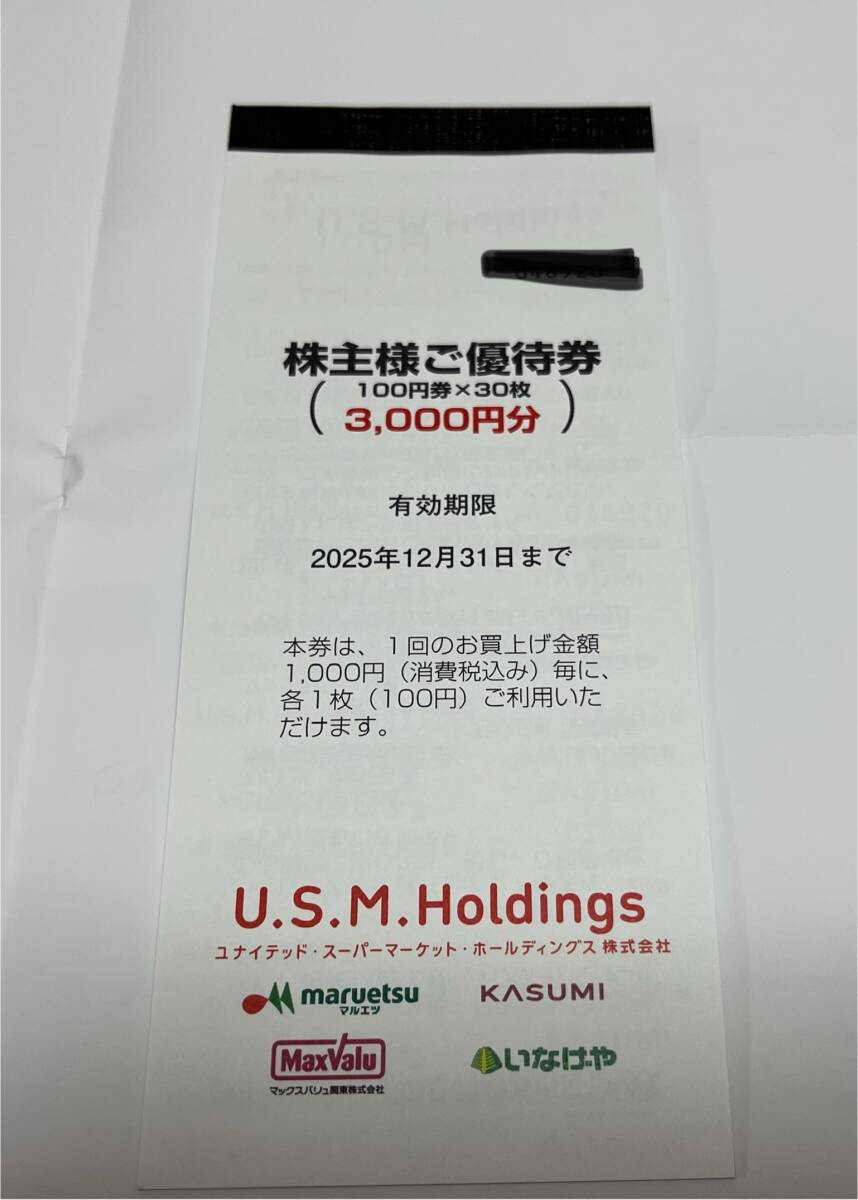 株主様ご優待券
(100円券×30枚
3,000円分)
有効期限
2025年12月31日まで
本券は、1回のお買上げ金額
1,000円（消費税込み）毎に、
各1枚（100円）ご利用いた
だけます。
U.S.M.Holdings
ユナイテッド・スーパーマーケット・ホールディングス 株式会社
maruetsu
マルエツ
KASUMI
MaxValu
マックスバリュ関東株式会社
いなげや